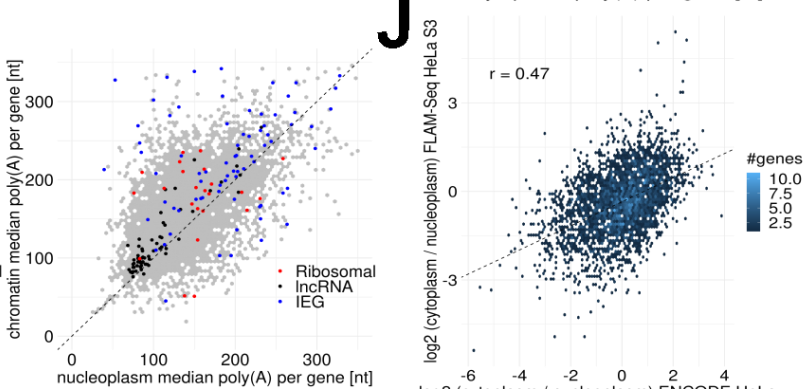 J
chromatin median poly(A) per gene [nt]
300
200
100
0
0 100 200 300
nucleoplasm median poly(A) per gene [nt]
Ribosomal
lncRNA
IEG
log2 (cytoplasm / nucleoplasm) FLAM-Seq HeLa S3
r = 0.47
3
0
-3
-6 -4 -2 0 2 4
#genes
10.0
7.5
5.0
2.5